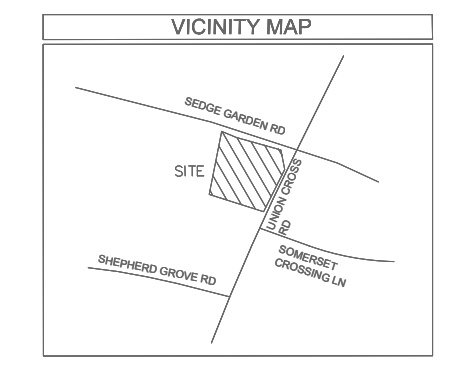 VICINITY MAP
SEDGE GARDEN RD
SITE
UNION CROSS
RD
SOMERSET
CROSSING LN
SHEPHERD GROVE RD